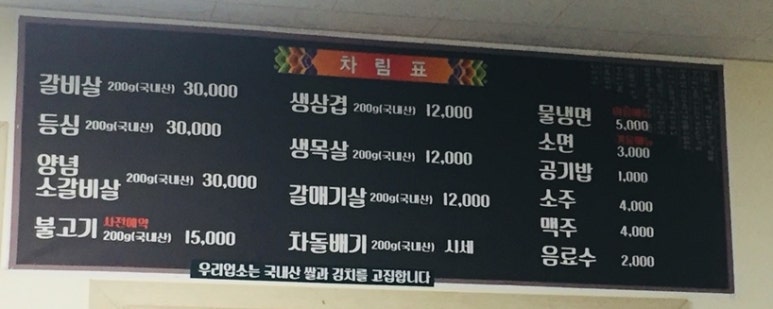 차림표
갈비살 200g(국내산) 30,000
등심 200g(국내산) 30,000
양념
소갈비살 200g(국내산) 30,000
불고기 사전예약 200g(국내산) 15,000
생삼겹 200g(국내산) 12,000
생목살 200g(국내산) 12,000
갈매기살 200g(국내산) 12,000
차돌배기 200g(국내산) 시세
물냉면 5,000
소면 3,000
공기밥 1,000
소주 4,000
맥주 4,000
음료수 2,000
우리업소는 국내산 쌀과 김치를 고집합니다